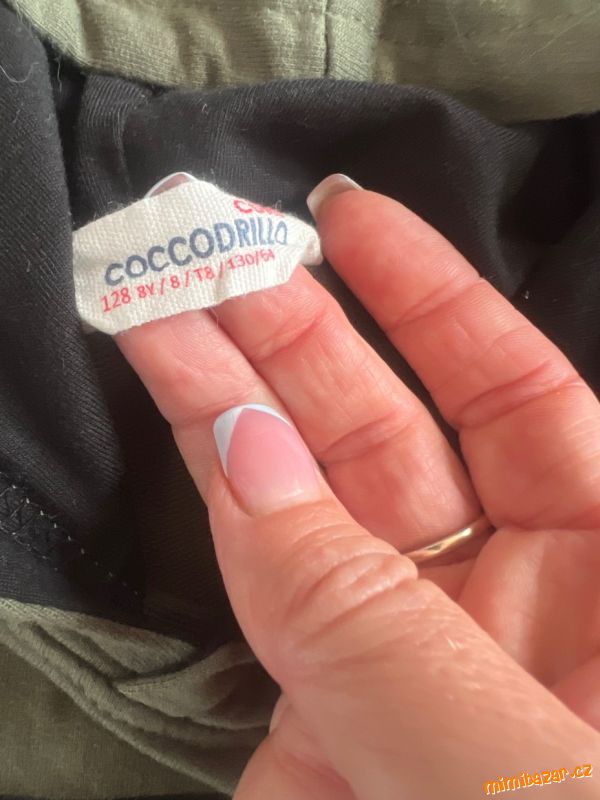 COCCODRILLO
128 8Y / 8 / T8 / 130/64
mimibazar.cz